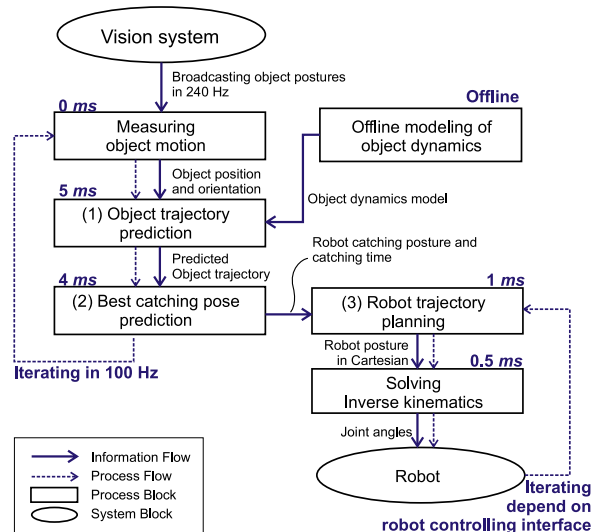 Vision system
Broadcasting object postures
in 240 Hz
0 ms
Measuring
object motion
Offline
Offline modeling of
object dynamics
Object position
and orientation
5 ms
(1) Object trajectory
prediction
Object dynamics model
Predicted
Object trajectory
Robot catching posture and
catching time
4 ms
(2) Best catching pose
prediction
1 ms
(3) Robot trajectory
planning
Iterating in 100 Hz
Robot posture
in Cartesian
0.5 ms
Solving
Inverse kinematics
Joint angles
Robot
Iterating
depend on
robot controlling interface
Information Flow
Process Flow
Process Block
System Block